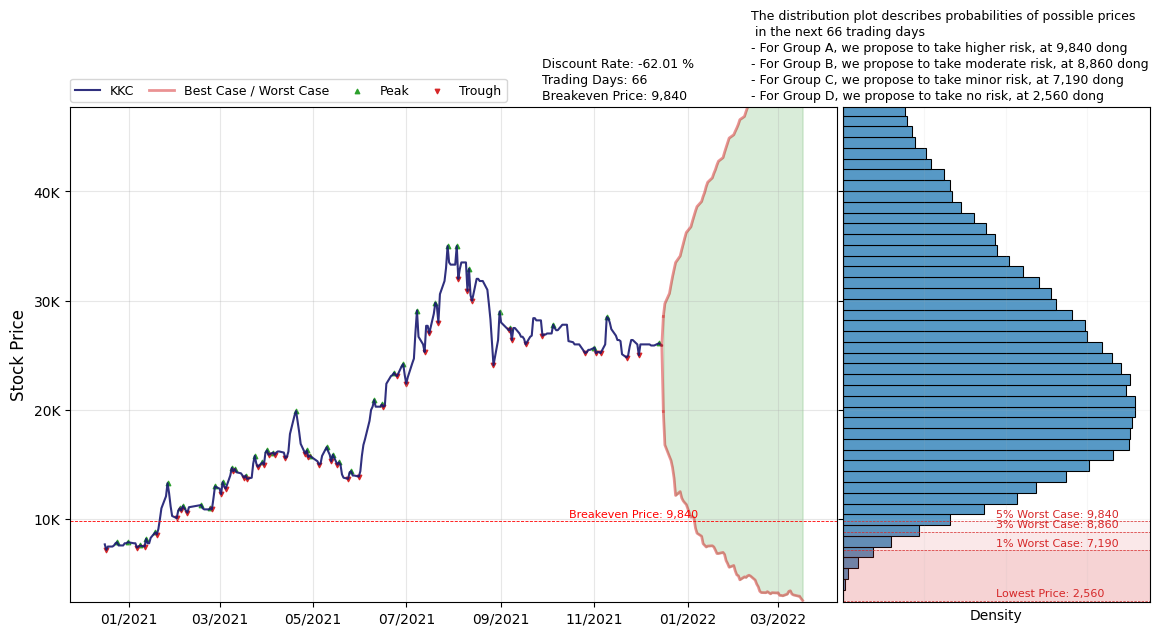 The distribution plot describes probabilities of possible prices
in the next 66 trading days
- For Group A, we propose to take higher risk, at 9,840 dong
- For Group B, we propose to take moderate risk, at 8,860 dong
- For Group C, we propose to take minor risk, at 7,190 dong
- For Group D, we propose to take no risk, at 2,560 dong
Discount Rate: -62.01 %
Trading Days: 66
Breakeven Price: 9,840
KKC
Best Case / Worst Case
Peak
Trough
Stock Price
40K
30K
20K
10K
Breakeven Price: 9,840
01/2021
03/2021
05/2021
07/2021
09/2021
11/2021
01/2022
03/2022
5% Worst Case: 9,840
3% Worst Case: 8,860
1% Worst Case: 7,190
Lowest Price: 2,560
Density